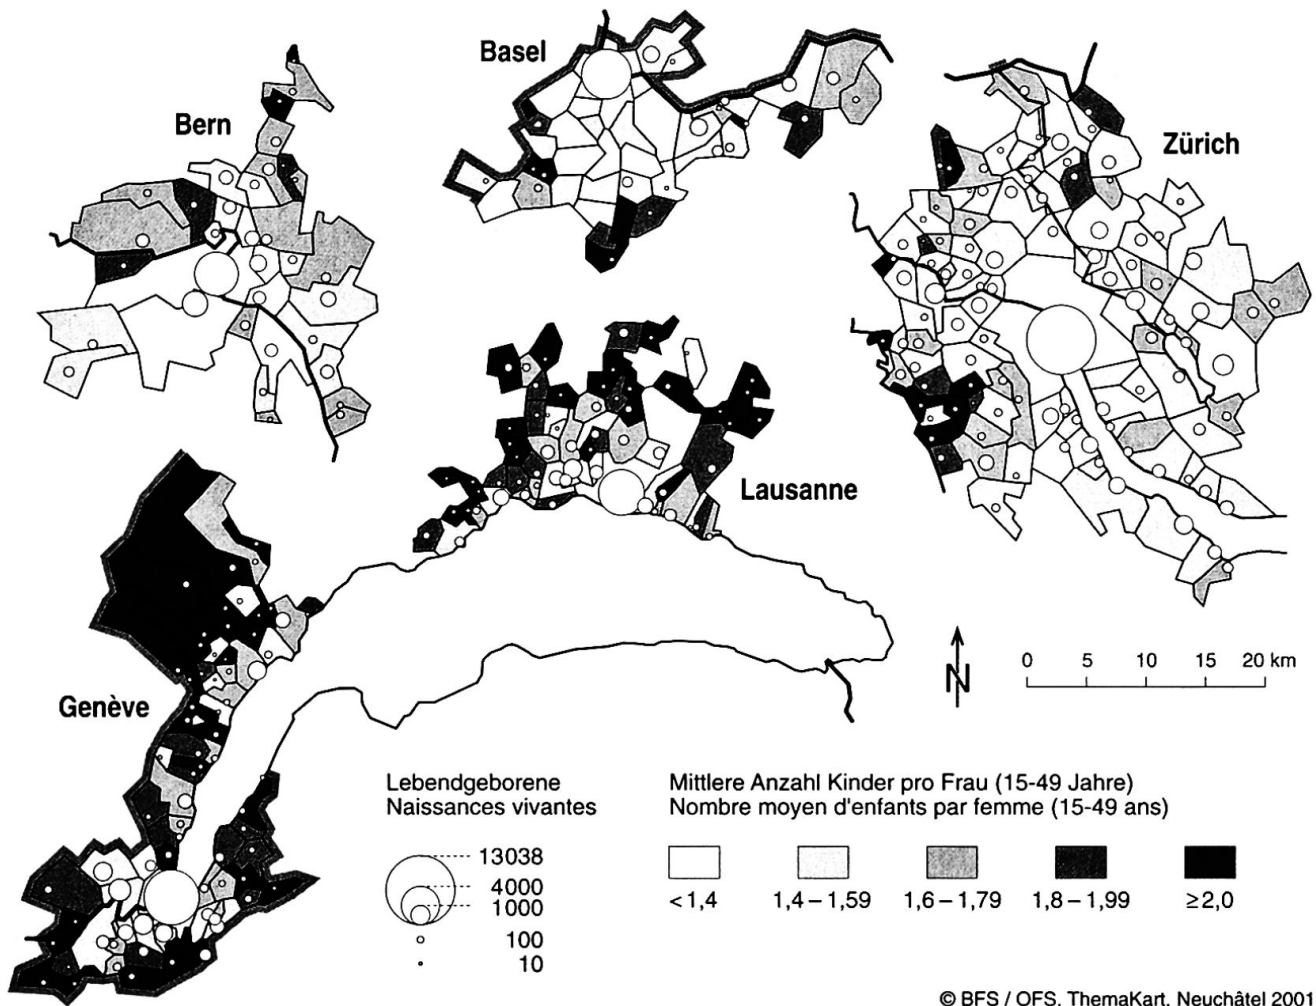 Basel
Bern
Zürich
Lausanne
Genève
N
0 5 10 15 20 km
Lebendgeborene
Naissances vivantes
13038
4000
1000
100
10
Mittlere Anzahl Kinder pro Frau (15-49 Jahre)
Nombre moyen d'enfants par femme (15-49 ans)
< 1,4 1,4 – 1,59 1,6 – 1,79 1,8 – 1,99 ≥ 2,0
© BFS / OFS, ThemaKart, Neuchâtel 2001